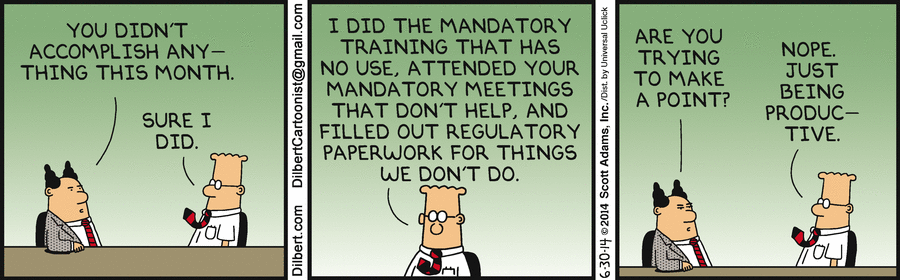 YOU DIDN'T
ACCOMPLISH ANY-
THING THIS MONTH.
SURE I
DID.
Dilbert.com DilbertCartoonist@gmail.com
I DID THE MANDATORY
TRAINING THAT HAS
NO USE, ATTENDED YOUR
MANDATORY MEETINGS
THAT DON'T HELP, AND
FILLED OUT REGULATORY
PAPERWORK FOR THINGS
WE DON'T DO.
6-30-14 ©2014 Scott Adams, Inc. /Dist. by Universal Uclick
ARE YOU
TRYING
TO MAKE
A POINT?
NOPE.
JUST
BEING
PRODUC-
TIVE.